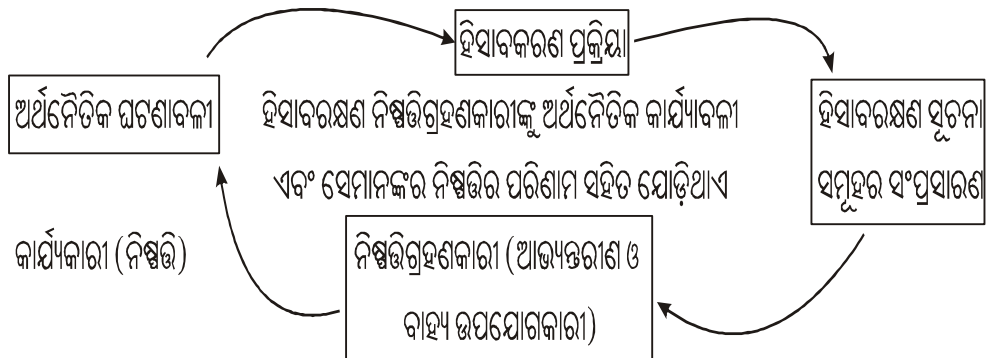 ହିସାବକରଣ ପ୍ରକ୍ରିୟା
ଅର୍ଥନୈତିକ ଘଟଣାବଳୀ
ହିସାବରକ୍ଷଣ ନିଷ୍ପତ୍ତିଗ୍ରହଣକାରୀଙ୍କୁ ଅର୍ଥନୈତିକ କାର୍ଯ୍ୟାବଳୀ
ଏବଂ ସେମାନଙ୍କର ନିଷ୍ପତ୍ତିର ପରିଣାମ ସହିତ ଯୋଡ଼ିଥାଏ
ହିସାବରକ୍ଷଣ ସୂଚନା
ସମୂହର ସଂପ୍ରସାରଣ
କାର୍ଯ୍ୟକାରୀ (ନିଷ୍ପତ୍ତି)
ନିଷ୍ପତ୍ତିଗ୍ରହଣକାରୀ (ଆଭ୍ୟନ୍ତରୀଣ ଓ
ବାହ୍ୟ ଉପଯୋଗକାରୀ)